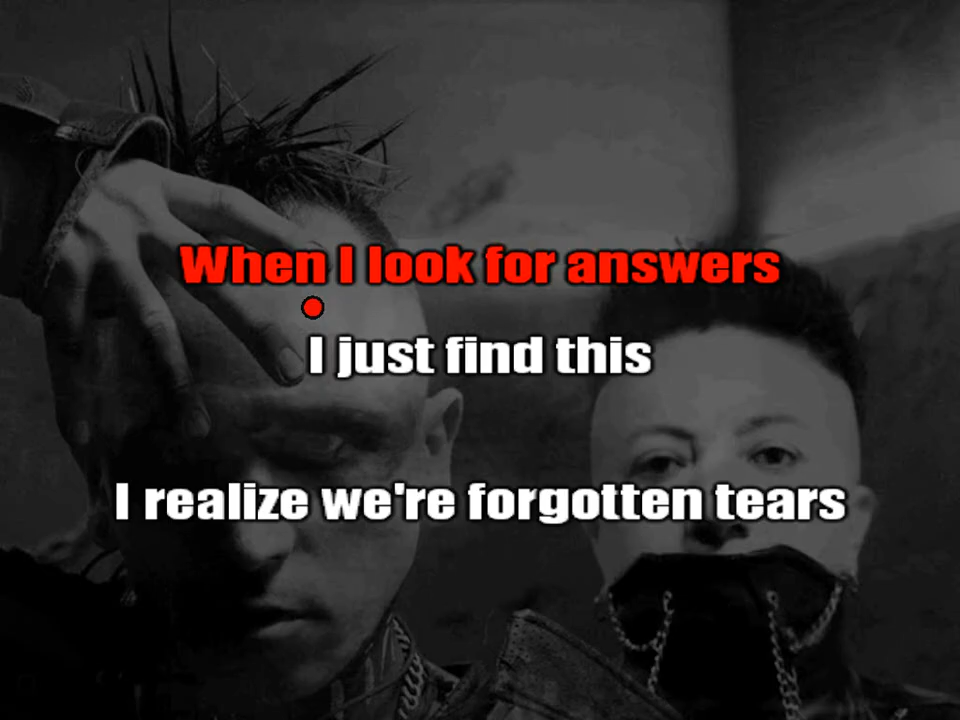 When I look for answers
I just find this
I realize we're forgotten tears